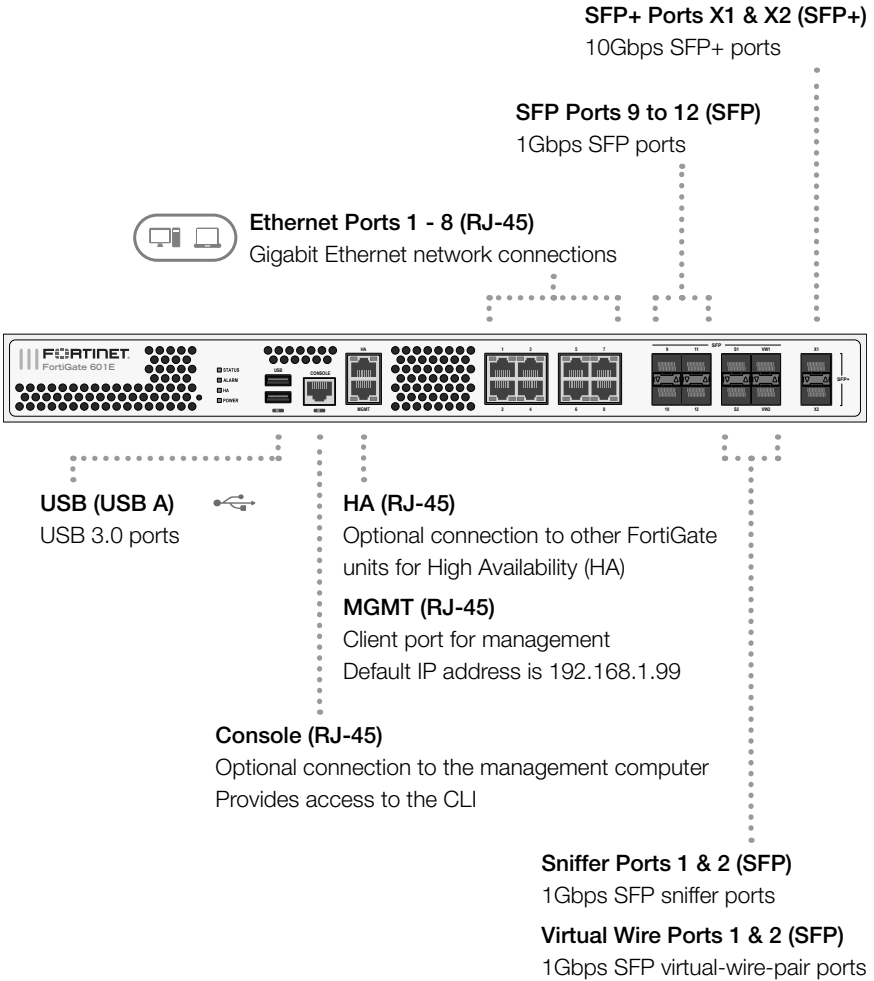 SFP+ Ports X1 & X2 (SFP+)
10Gbps SFP+ ports
SFP Ports 9 to 12 (SFP)
1Gbps SFP ports
Ethernet Ports 1 - 8 (RJ-45)
Gigabit Ethernet network connections
FORTINET
FortiGate 601E
STATUS
ALARM
HA
POWER
USB
CONSOLE
HA
MGMT
1 3
2 4
5 7
6 8
SFP
9 11 S1 VW1
10 12 S2 VW2
X1
X2
SFP+
USB (USB A)
USB 3.0 ports
HA (RJ-45)
Optional connection to other FortiGate
units for High Availability (HA)
MGMT (RJ-45)
Client port for management
Default IP address is 192.168.1.99
Console (RJ-45)
Optional connection to the management computer
Provides access to the CLI
Sniffer Ports 1 & 2 (SFP)
1Gbps SFP sniffer ports
Virtual Wire Ports 1 & 2 (SFP)
1Gbps SFP virtual-wire-pair ports